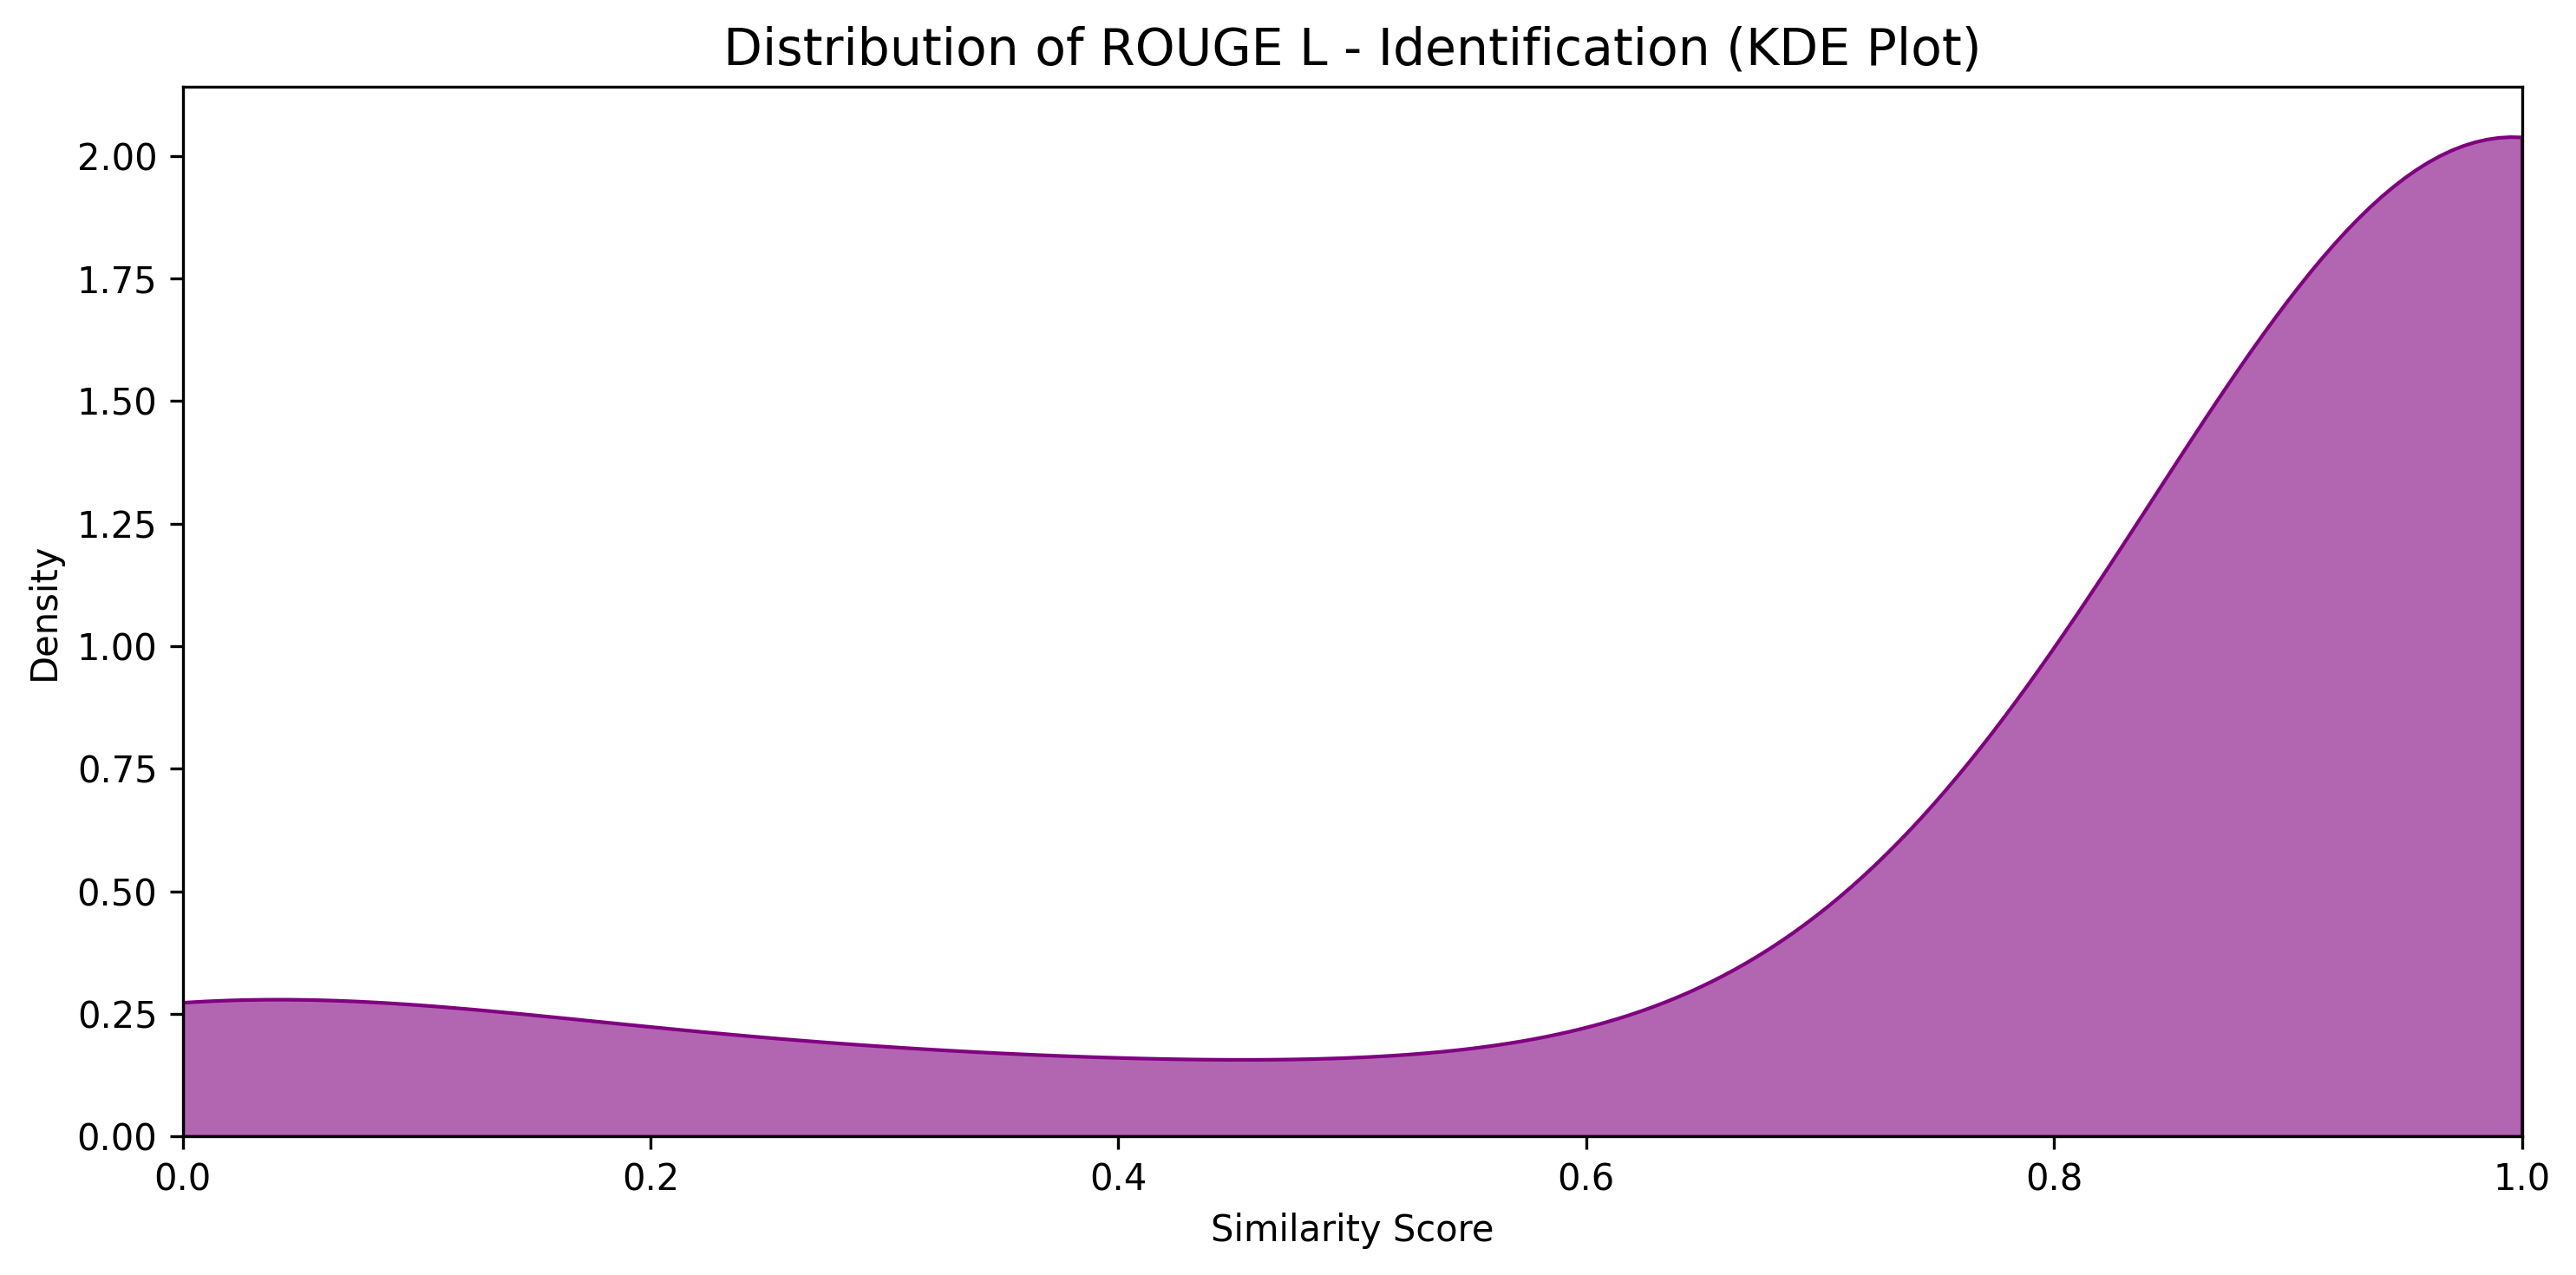 Distribution of ROUGE L - Identification (KDE Plot)
2.00
1.75
1.50
1.25
1.00
0.75
0.50
0.25
0.00
Density
0.0 0.2 0.4 0.6 0.8 1.0
Similarity Score